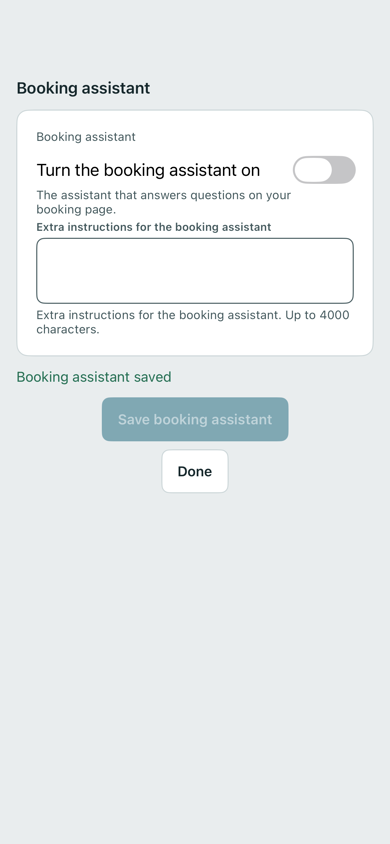 Booking assistant
Booking assistant
Turn the booking assistant on
The assistant that answers questions on your
booking page.
Extra instructions for the booking assistant
Extra instructions for the booking assistant. Up to 4000
characters.
Booking assistant saved
Save booking assistant
Done